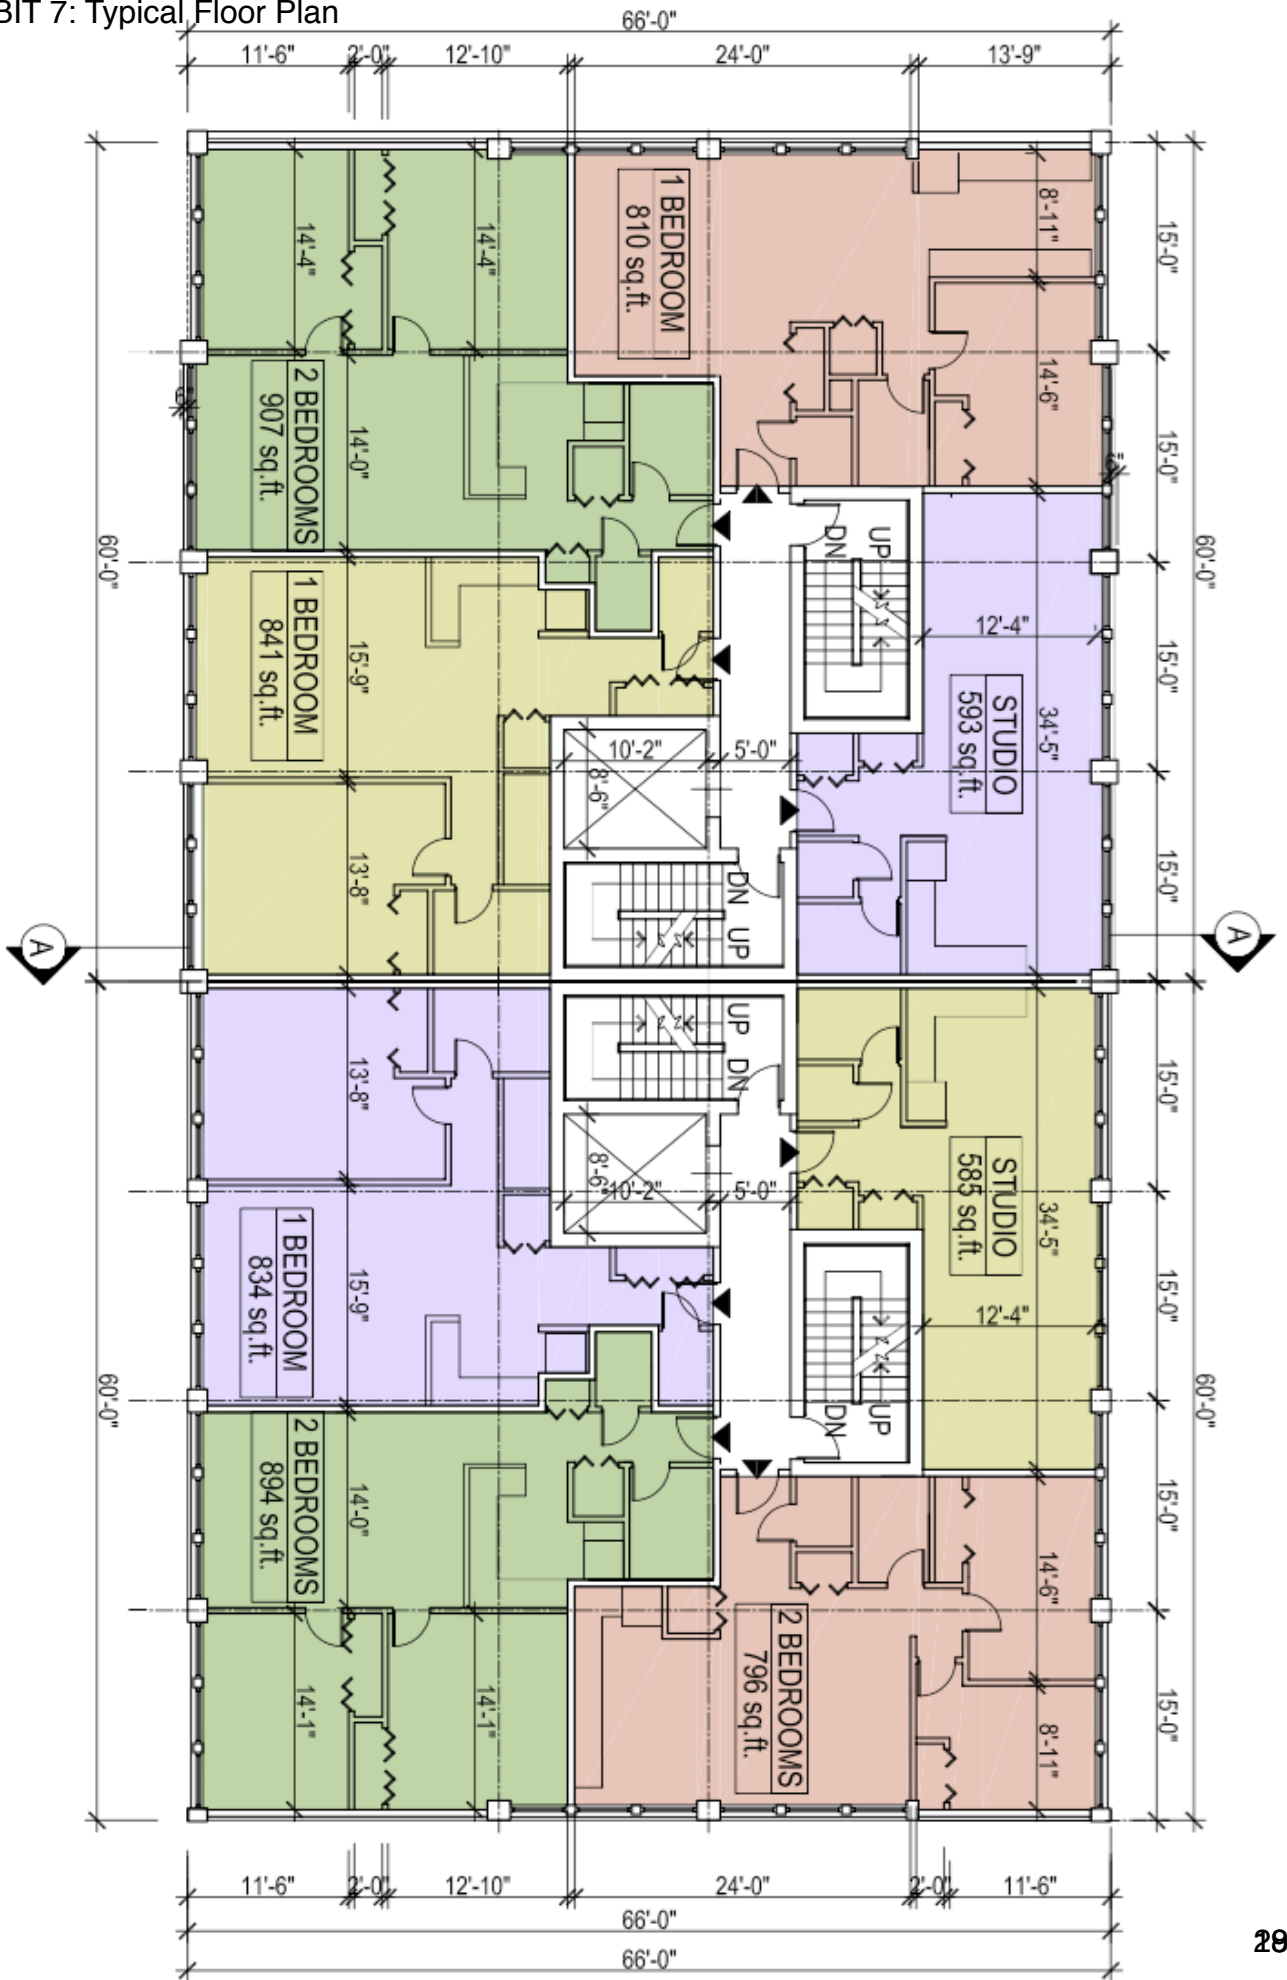 BIT 7: Typical Floor Plan
66'-0"
11'-6" 2'-0" 12'-10" 24'-0" 13'-9"
14'-4"
14'-4"
1 BEDROOM
810 sq.ft.
8'-11"
15'-0"
14'-6"
15'-0"
6"
6"
2 BEDROOMS
907 sq.ft.
14'-0"
60'-0"
UP
DN
60'-0"
1 BEDROOM
841 sq.ft.
15'-9"
12'-4"
15'-0"
STUDIO
593 sq.ft.
34'-5"
10'-2" 5'-0"
8'-6"
13'-8"
DN
UP
15'-0"
A
A
13'-8"
UP
DN
15'-0"
8'-6"
10'-2" 5'-0"
STUDIO
585 sq.ft.
34'-5"
1 BEDROOM
834 sq.ft.
15'-9"
15'-0"
12'-4"
60'-0"
UP
DN
60'-0"
2 BEDROOMS
894 sq.ft.
14'-0"
15'-0"
14'-6"
2 BEDROOMS
796 sq.ft.
14'-1"
14'-1"
15'-0"
8'-11"
11'-6" 2'-0" 12'-10" 24'-0" 2'-0" 11'-6"
66'-0"
66'-0"